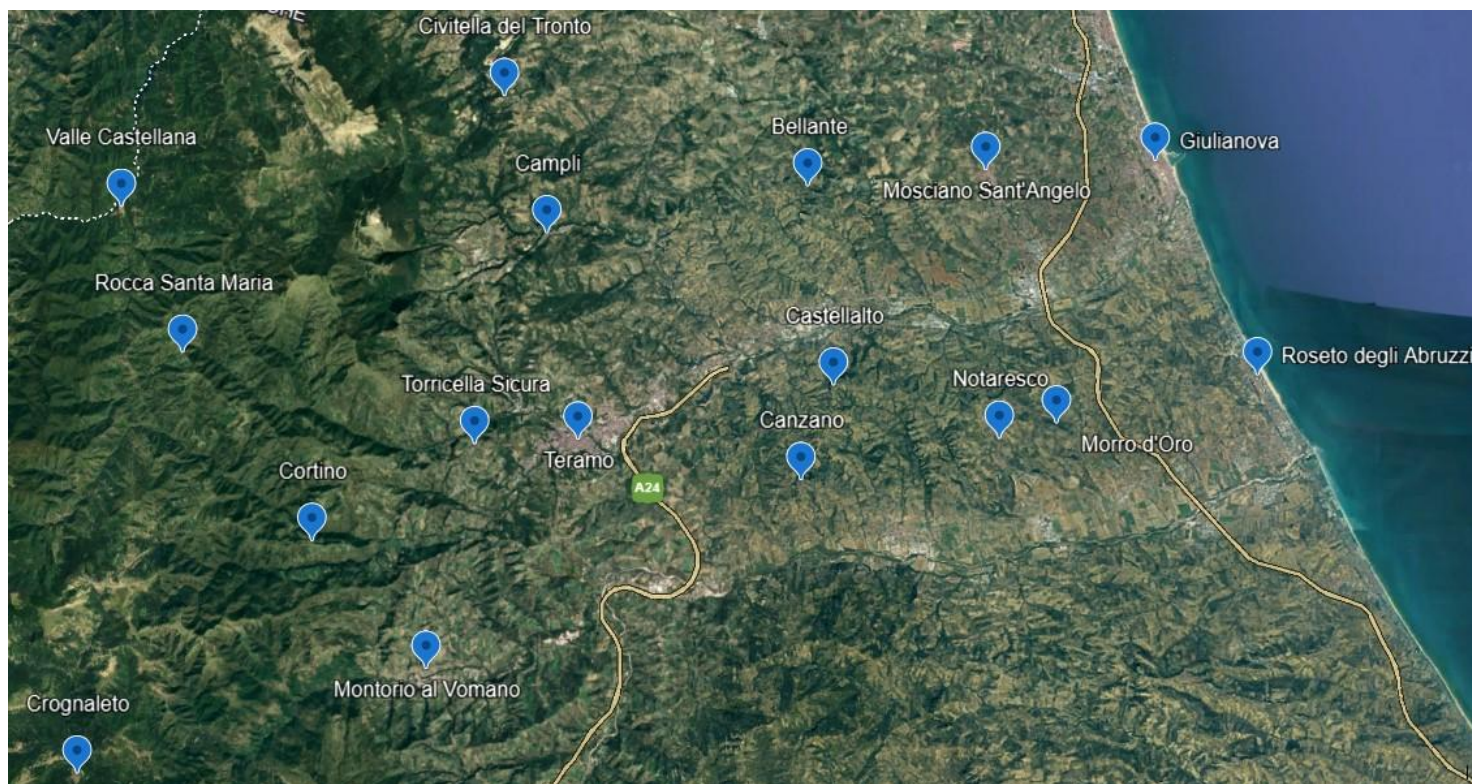 Civitella del Tronto
Valle Castellana
Bellante
Giulianova
Campli
Mosciano Sant'Angelo
Rocca Santa Maria
Castellalto
Roseto degli Abruzzi
Torricella Sicura
Notaresco
Canzano
Morro d'Oro
Teramo
Cortino
A24
Montorio al Vomano
Crognaleto